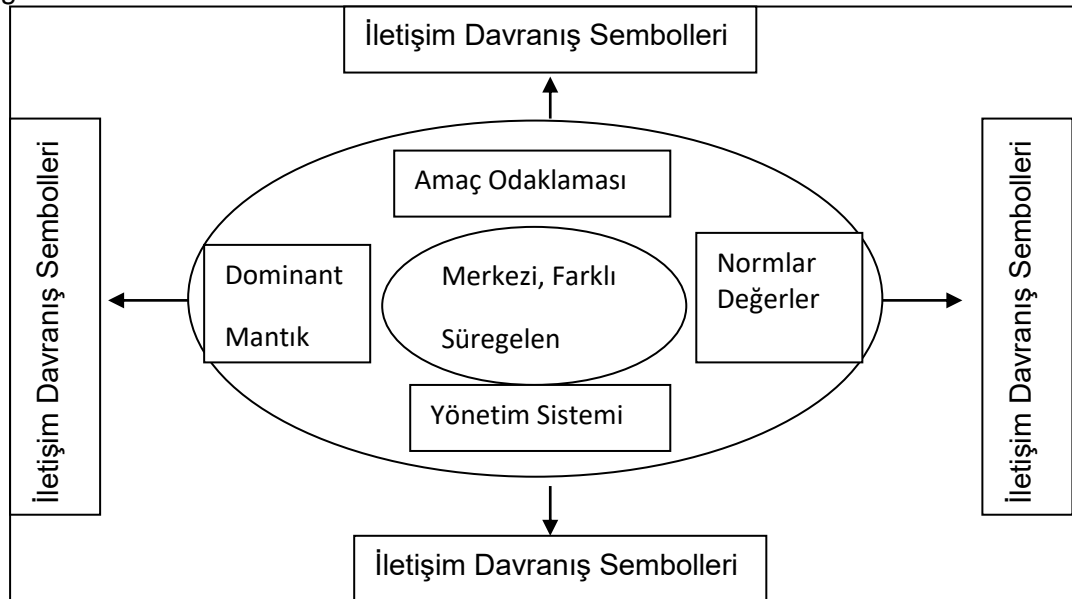 İletişim Davranış Sembolleri
İletişim Davranış Sembolleri
Amaç Odaklaması
Dominant
Mantık
Merkezi, Farklı
Süregelen
Normlar
Değerler
Yönetim Sistemi
İletişim Davranış Sembolleri
İletişim Davranış Sembolleri